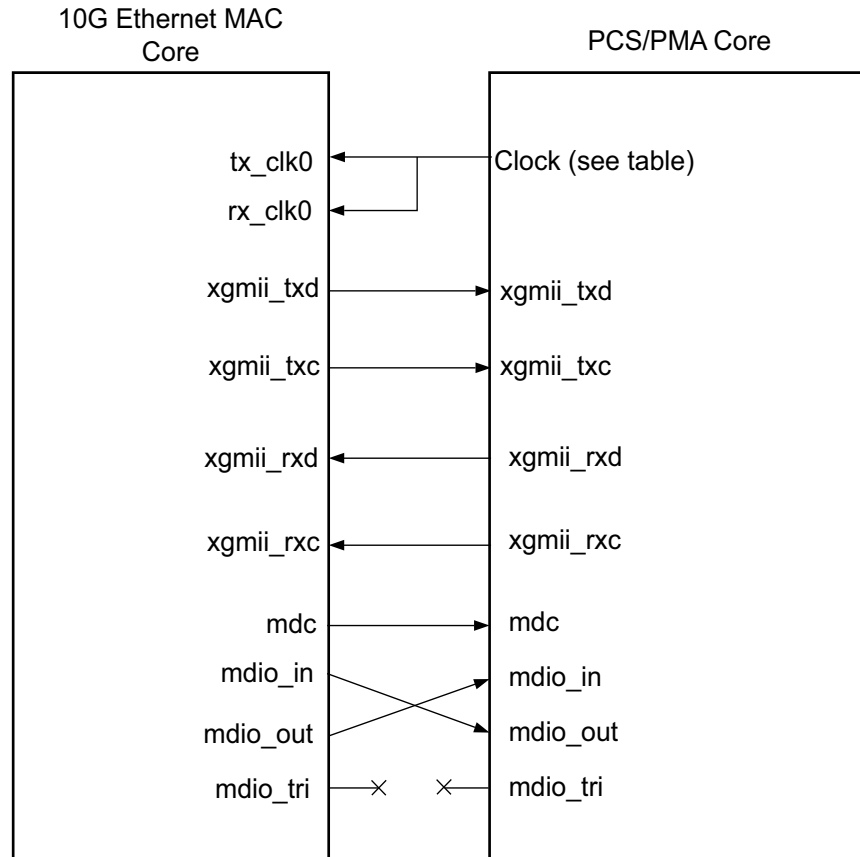 10G Ethernet MAC
Core
PCS/PMA Core
tx_clk0
Clock (see table)
rx_clk0
xgmii_txd
xgmii_txd
xgmii_txc
xgmii_txc
xgmii_rxd
xgmii_rxd
xgmii_rxc
xgmii_rxc
mdc
mdc
mdio_in
mdio_in
mdio_out
mdio_out
mdio_tri
mdio_tri